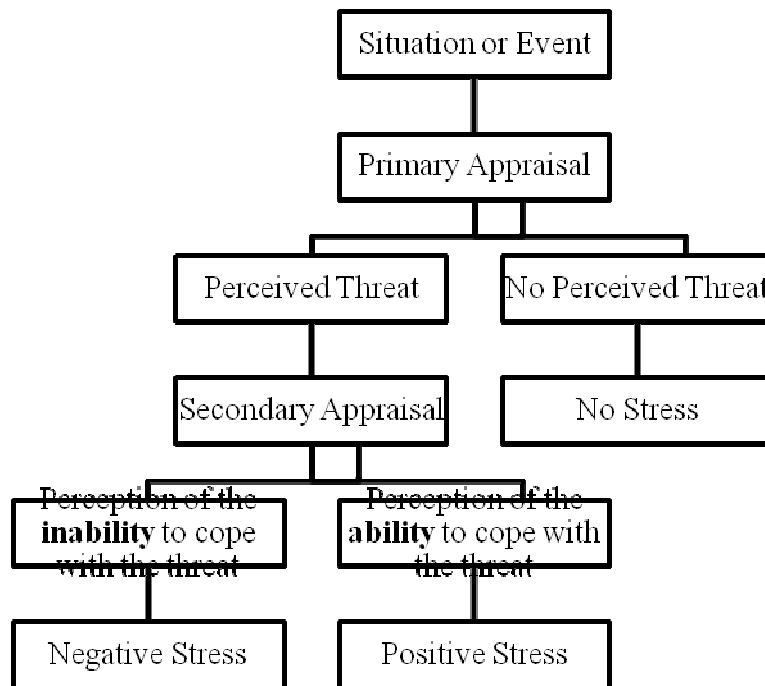 Situation or Event
Primary Appraisal
Perceived Threat
No Perceived Threat
Secondary Appraisal
No Stress
Perception of the
inability to cope
with the threat
Perception of the
ability to cope with
the threat
Negative Stress
Positive Stress